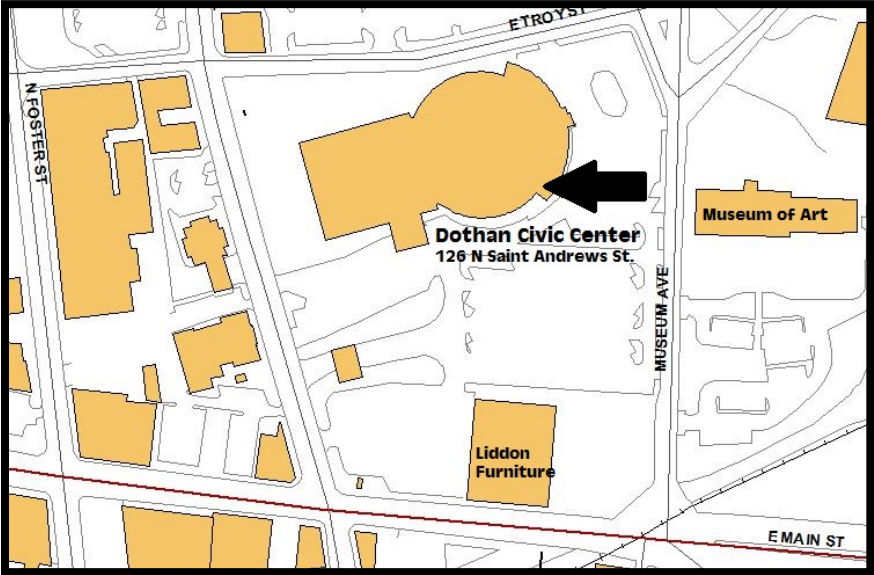 E TROY ST
N FOSTER ST
Museum of Art
Dothan Civic Center
126 N Saint Andrews St.
MUSEUM AVE
Liddon
Furniture
E MAIN ST